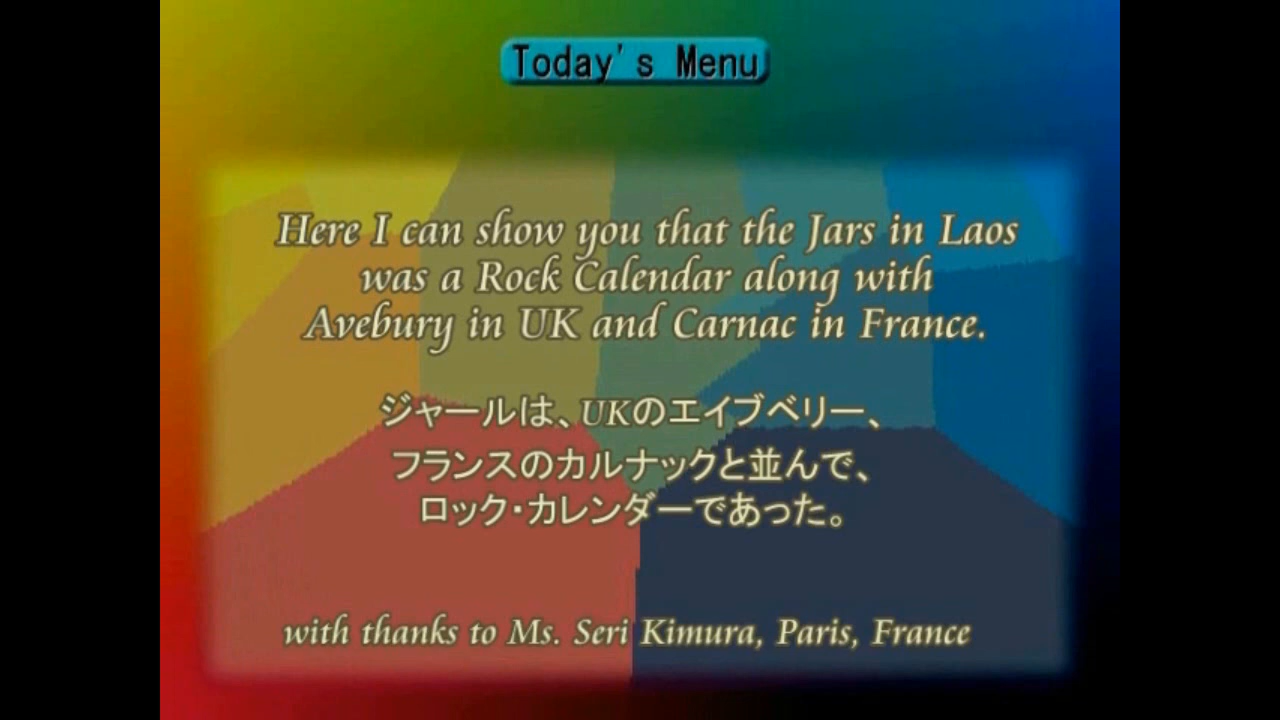 Today's Menu
Here I can show you that the Jars in Laos
was a Rock Calendar along with
Avebury in UK and Carnac in France.
ジャールは、UKのエイブベリー、
フランスのカルナックと並んで、
ロック・カレンダーであった。
with thanks to Ms. Seri Kimura, Paris, France